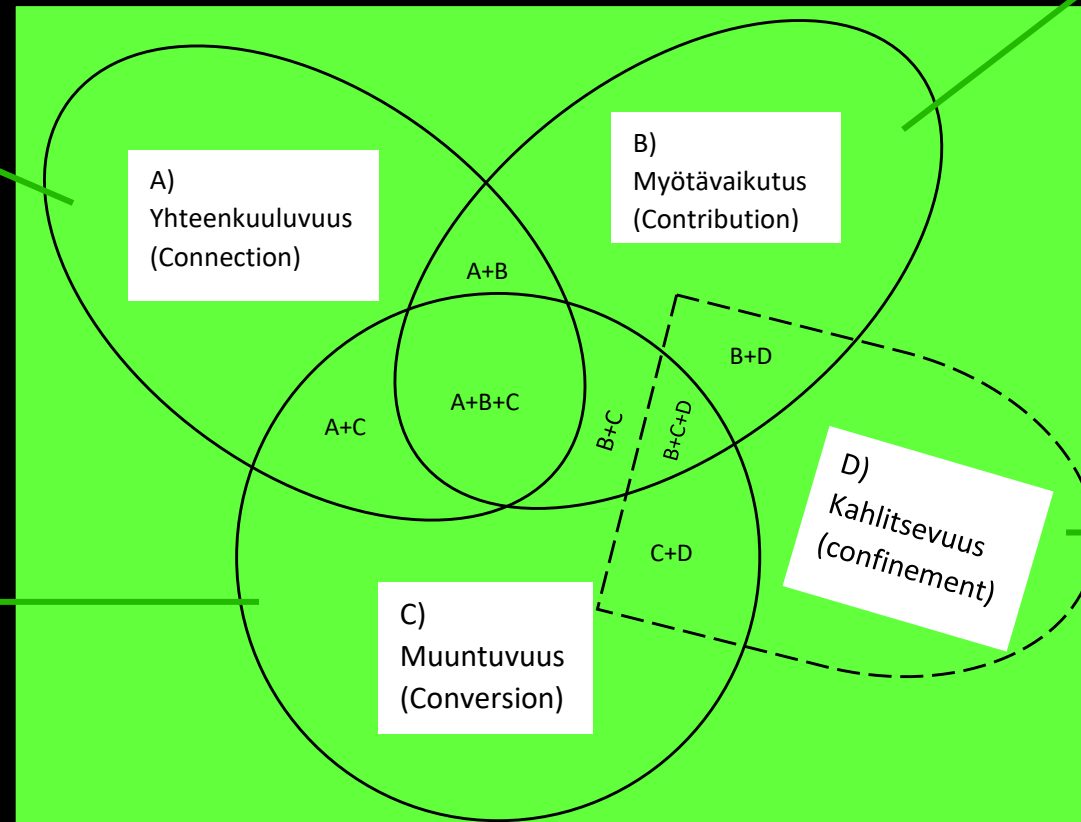 A)
Yhteenkuuluvuus
(Connection)
B)
Myötävaikutus
(Contribution)
A+B
B+D
A+C
A+B+C
B+C
B+C+D
D)
Kahlitsevuus
(confinement)
C+D
C)
Muuntuvuus
(Conversion)